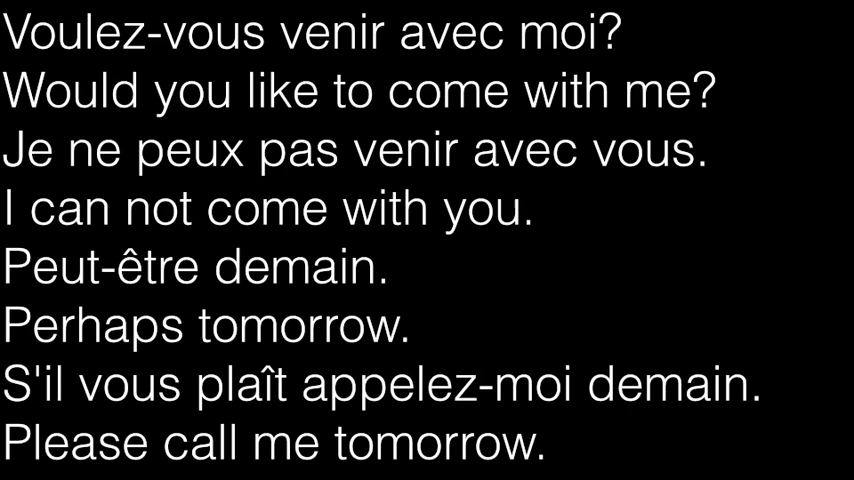 Voulez-vous venir avec moi?
Would you like to come with me?
Je ne peux pas venir avec vous.
I can not come with you.
Peut-être demain.
Perhaps tomorrow.
S'il vous plaît appelez-moi demain.
Please call me tomorrow.